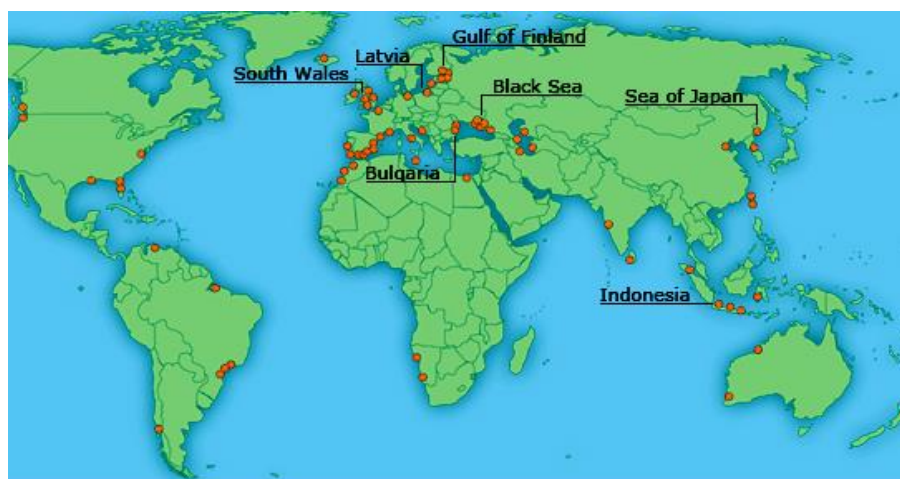 Gulf of Finland
Latvia
South Wales
Black Sea
Sea of Japan
Bulgaria
Indonesia